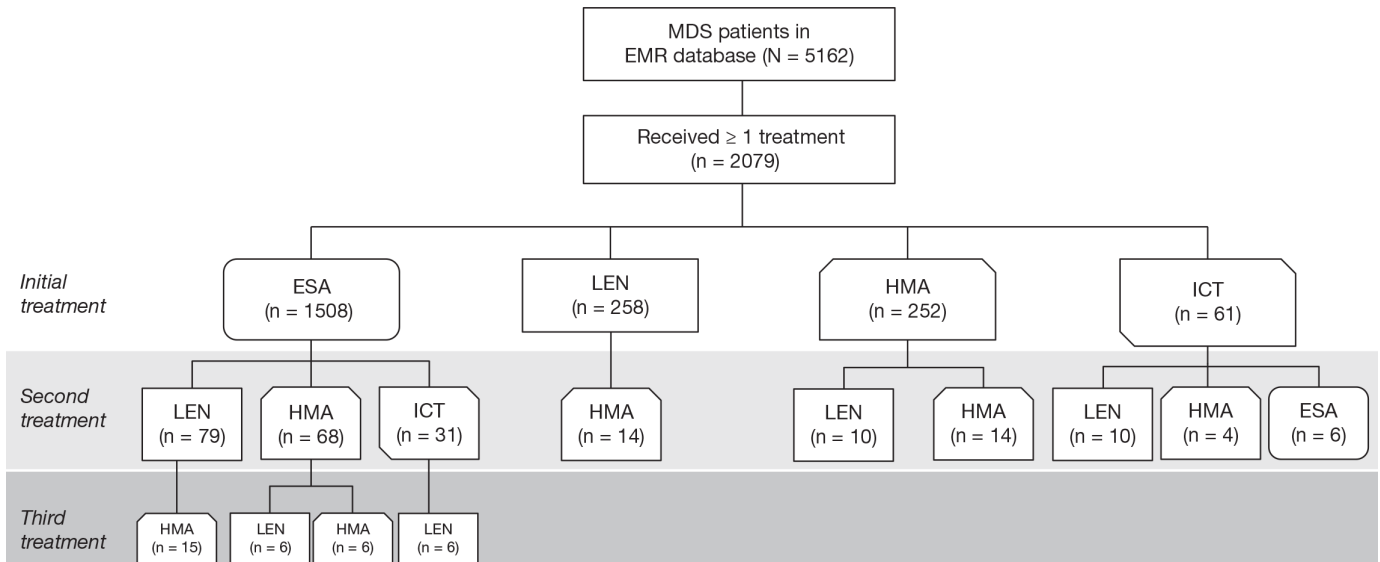 MDS patients in
EMR database (N = 5162)
Received ≥ 1 treatment
(n = 2079)
Initial
treatment
ESA
(n = 1508)
LEN
(n = 258)
HMA
(n = 252)
ICT
(n = 61)
Second
treatment
LEN
(n = 79)
HMA
(n = 68)
ICT
(n = 31)
HMA
(n = 14)
LEN
(n = 10)
HMA
(n = 14)
LEN
(n = 10)
HMA
(n = 4)
ESA
(n = 6)
Third
treatment
HMA
(n = 15)
LEN
(n = 6)
HMA
(n = 6)
LEN
(n = 6)